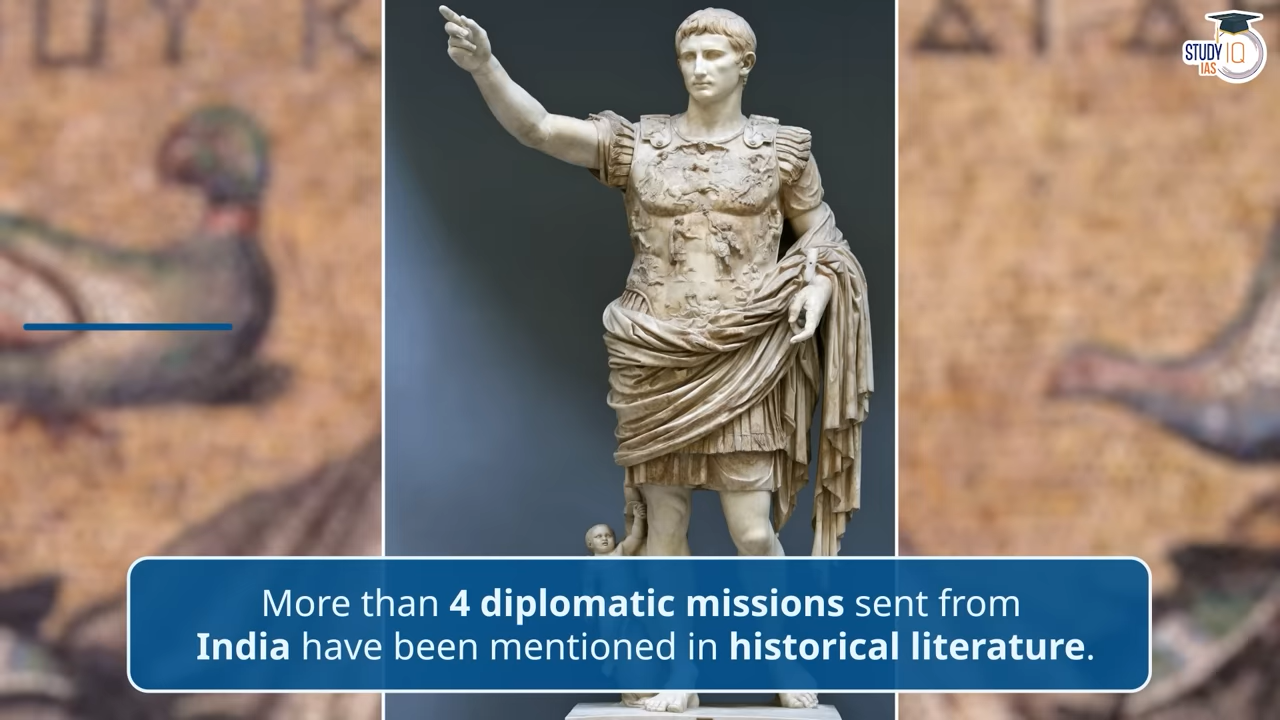 STUDY IQ
IAS
More than 4 diplomatic missions sent from
India have been mentioned in historical literature.